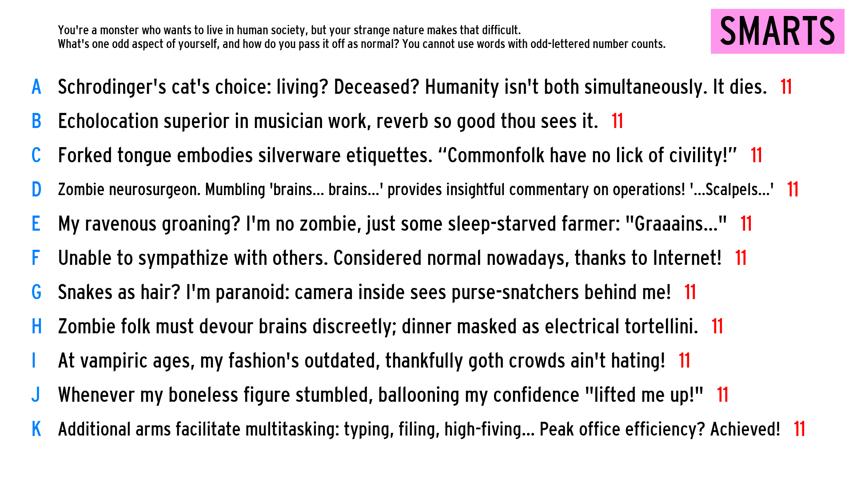 You're a monster who wants to live in human society, but your strange nature makes that difficult.
What's one odd aspect of yourself, and how do you pass it off as normal? You cannot use words with odd-lettered number counts.
SMARTS
A Schrodinger's cat's choice: living? Deceased? Humanity isn't both simultaneously. It dies. 11
B Echolocation superior in musician work, reverb so good thou sees it. 11
C Forked tongue embodies silverware etiquettes. “Commonfolk have no lick of civility!” 11
D Zombie neurosurgeon. Mumbling 'brains... brains...' provides insightful commentary on operations! '...Scalpels...' 11
E My ravenous groaning? I'm no zombie, just some sleep-starved farmer: "Graaains..." 11
F Unable to sympathize with others. Considered normal nowadays, thanks to Internet! 11
G Snakes as hair? I'm paranoid: camera inside sees purse-snatchers behind me! 11
H Zombie folk must devour brains discreetly; dinner masked as electrical tortellini. 11
I At vampiric ages, my fashion's outdated, thankfully goth crowds ain't hating! 11
J Whenever my boneless figure stumbled, ballooning my confidence "lifted me up!" 11
K Additional arms facilitate multitasking: typing, filing, high-fiving... Peak office efficiency? Achieved! 11